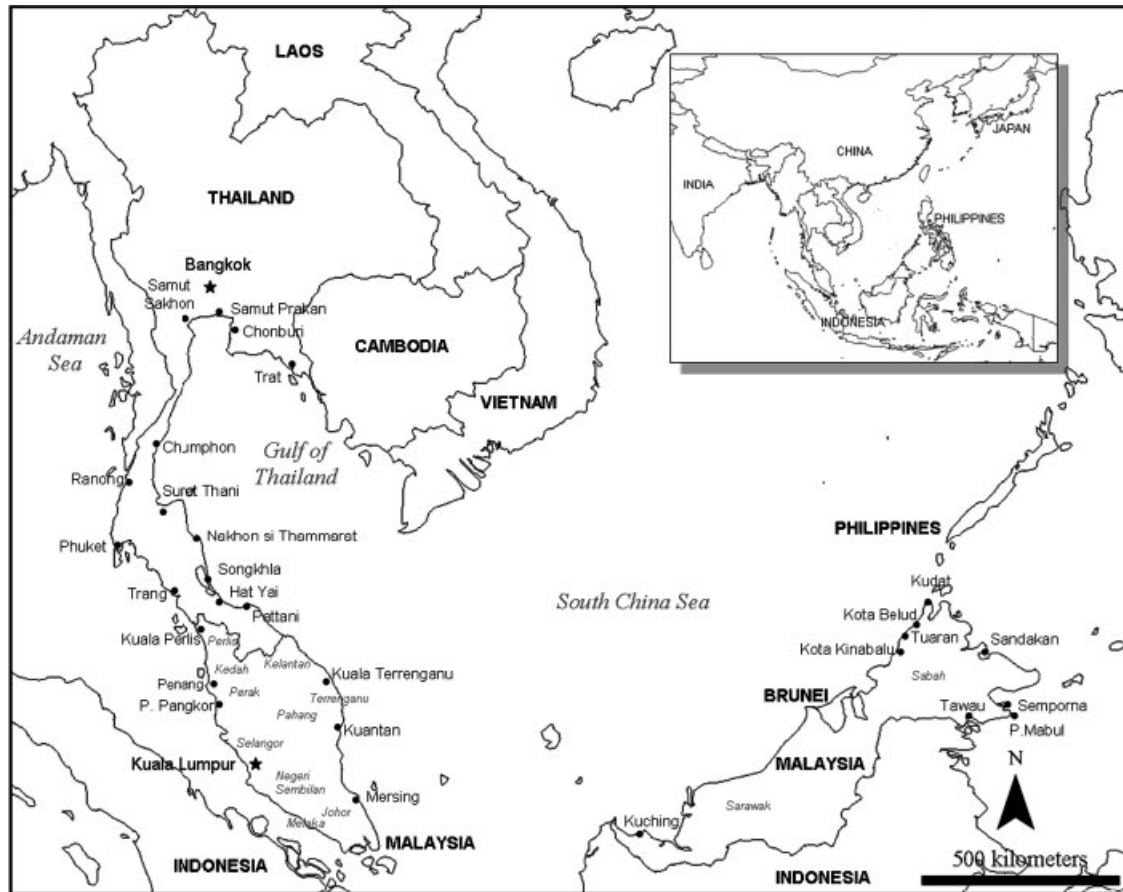 LAOS
THAILAND
Bangkok
Samut
Sakhon
Samut Prakan
Chonburi
Trat
Andaman
Sea
CAMBODIA
VIETNAM
Gulf of
Thailand
Chumphon
Ranong
Suret Thani
Nakhon si Thammarat
Phuket
Songkhla
Trang
Hat Yai
Pattani
Kuala Perlis
Perlis
Kedah
Kelantan
Kuala Terrenganu
Terrenganu
Penang
Perak
P. Pangkor
Pahang
Kuantan
Selangor
Kuala Lumpur
Negeri
Sembilan
Mersing
Johor
Melaka
MALAYSIA
INDONESIA
South China Sea
CHINA
JAPAN
INDIA
PHILIPPINES
INDONESIA
PHILIPPINES
Kudat
Kota Belud
Tuaran
Kota Kinabalu
Sandakan
Sabah
BRUNEI
Tawau
Semporna
P.Mabul
MALAYSIA
Sarawak
Kuching
INDONESIA
N
500 kilometers